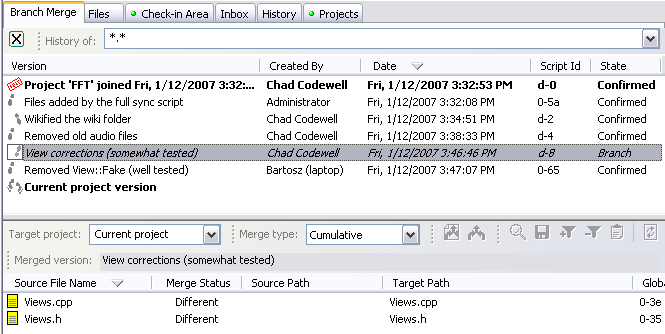 Branch Merge Files Check-in Area Inbox History Projects
History of: *.*
Version Created By Date Script Id State
Project 'FFT' joined Fri, 1/12/2007 3:32:... Chad Codewell Fri, 1/12/2007 3:32:53 PM d-0 Confirmed
Files added by the full sync script Administrator Fri, 1/12/2007 3:32:08 PM 0-5a Confirmed
Wikified the wiki folder Chad Codewell Fri, 1/12/2007 3:34:51 PM d-2 Confirmed
Removed old audio files Chad Codewell Fri, 1/12/2007 3:38:33 PM d-4 Confirmed
View corrections (somewhat tested) Chad Codewell Fri, 1/12/2007 3:46:46 PM d-8 Branch
Removed View::Fake (well tested) Bartosz (laptop) Fri, 1/12/2007 3:47:07 PM 0-65 Confirmed
Current project version
Target project: Current project Merge type: Cumulative
Merged version: View corrections (somewhat tested)
Source File Name Merge Status Source Path Target Path Globa
Views.cpp Different Views.cpp 0-3e
Views.h Different Views.h 0-35